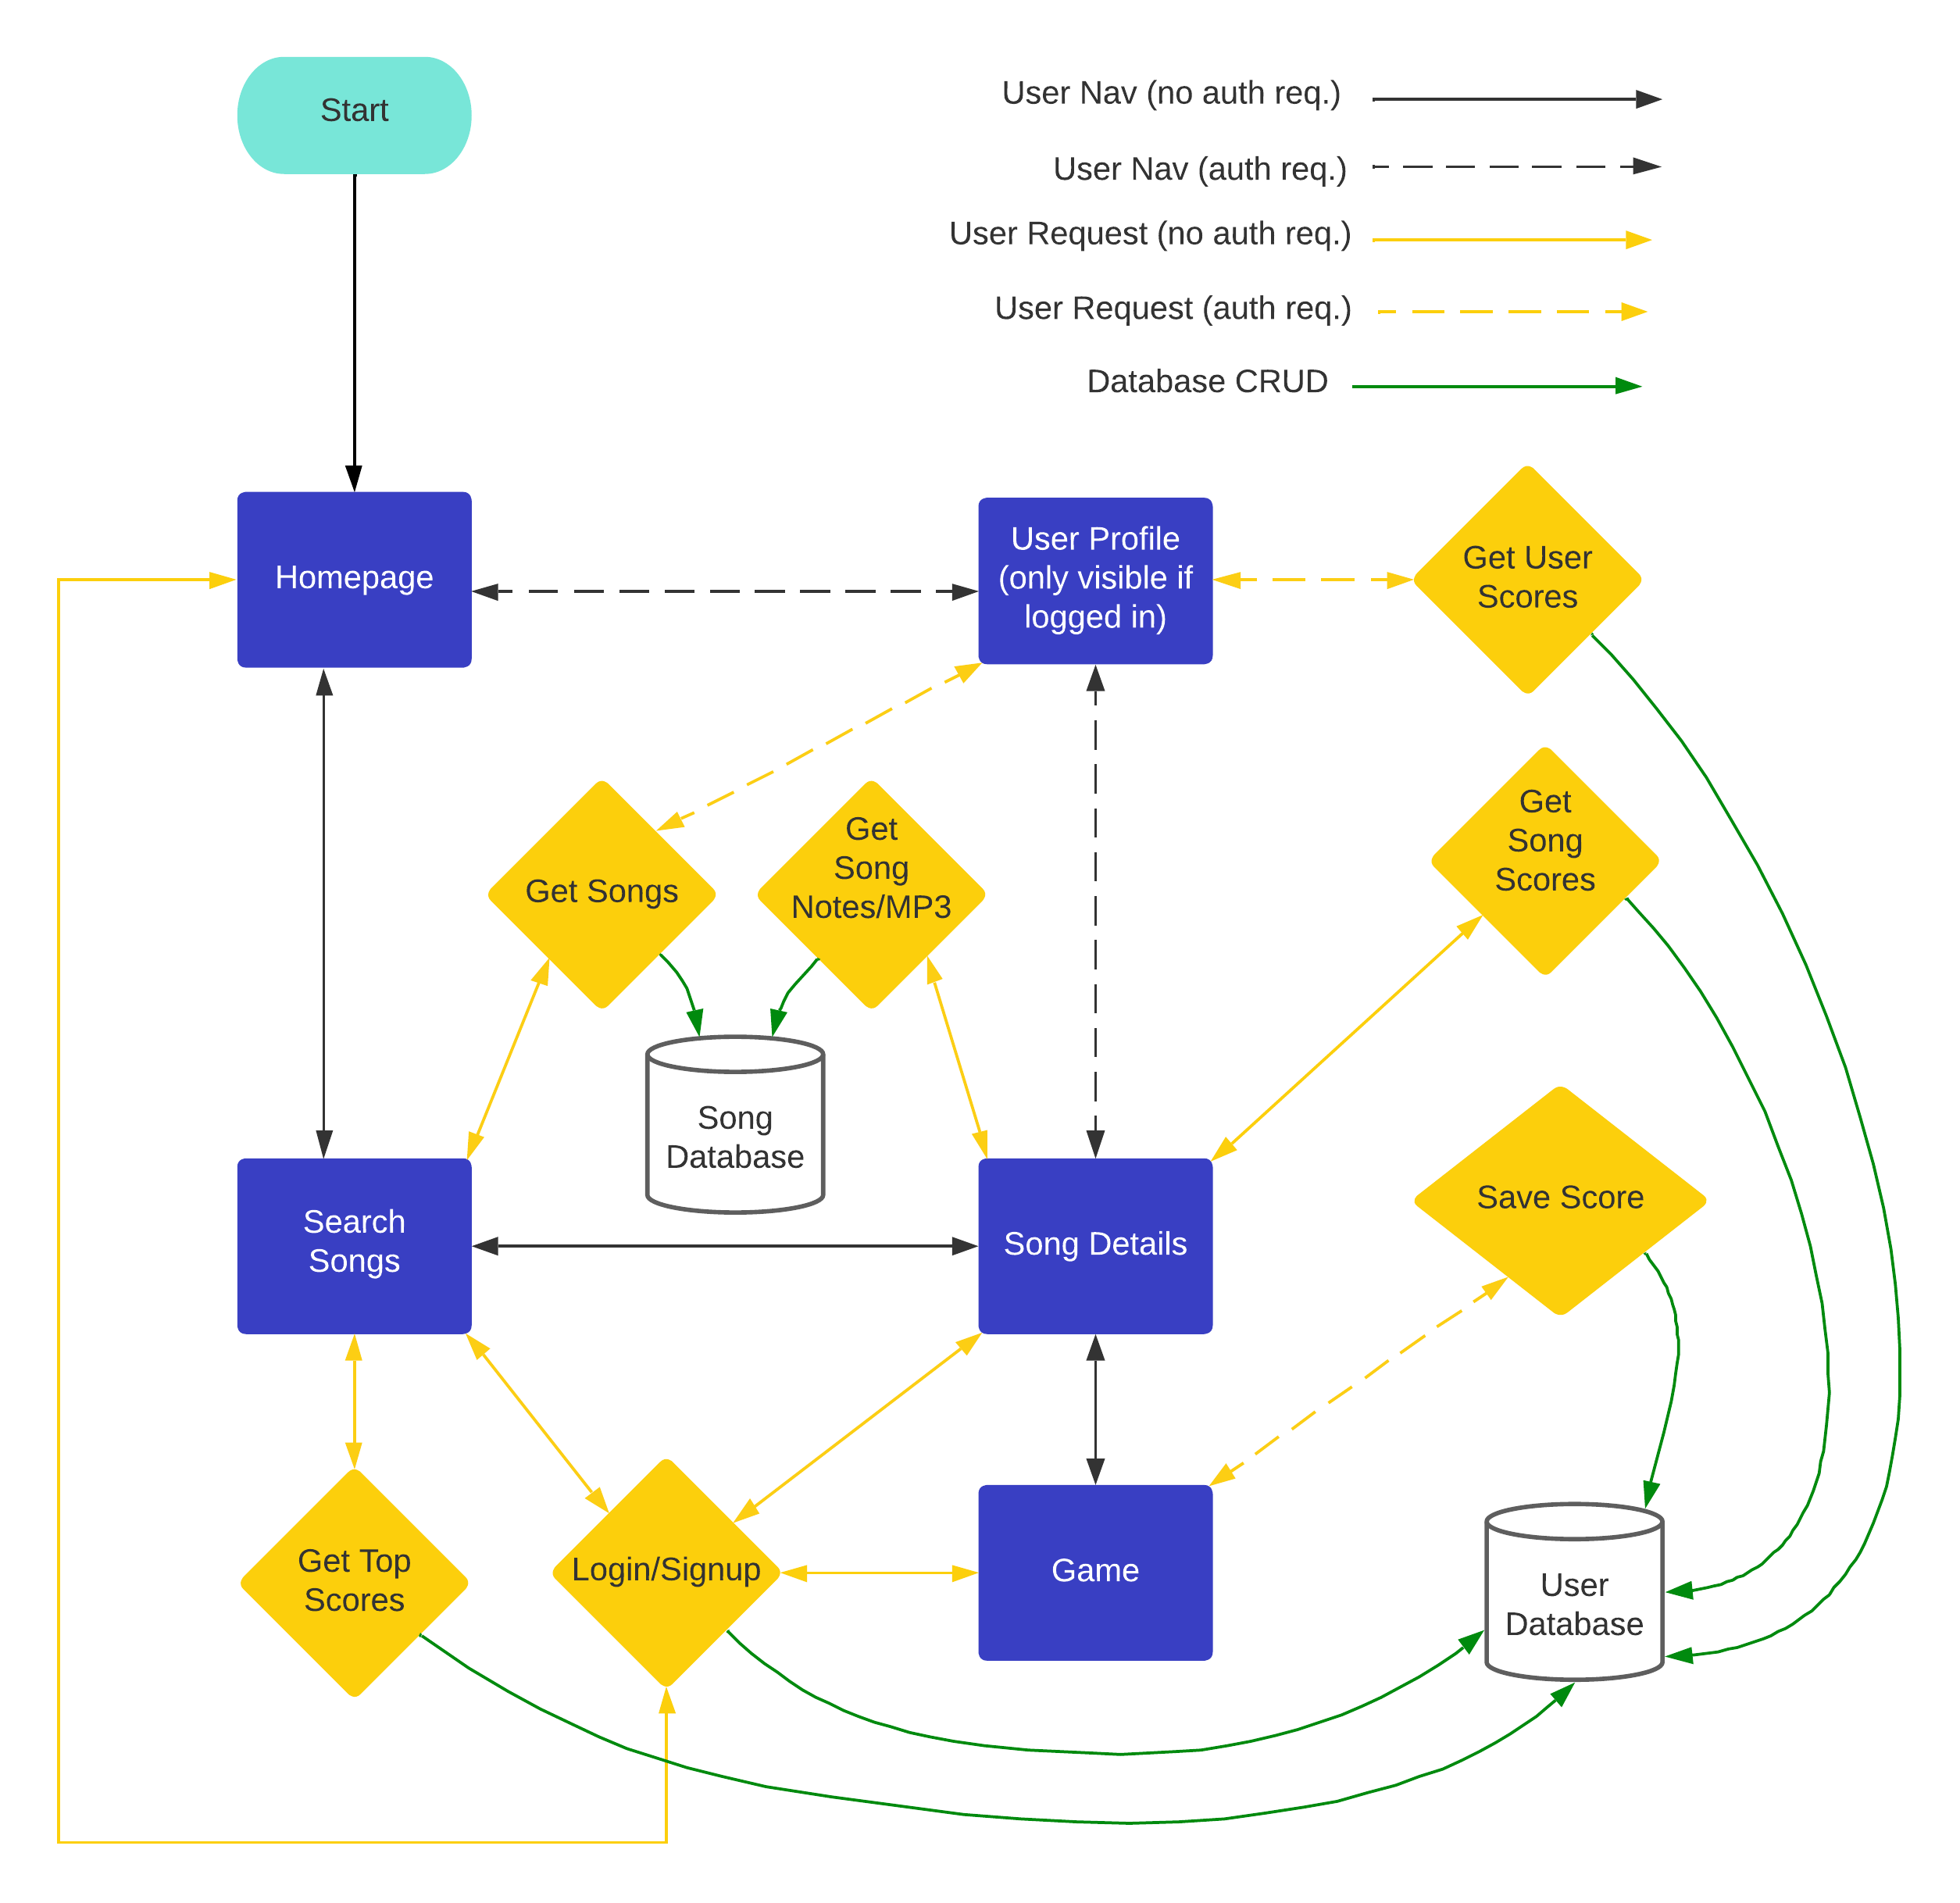 Start
User Nav (no auth req.)
User Nav (auth req.)
User Request (no auth req.)
User Request (auth req.)
Database CRUD
Homepage
User Profile
(only visible if
logged in)
Get User
Scores
Get Songs
Get
Song
Notes/MP3
Get
Song
Scores
Song
Database
Search
Songs
Song Details
Save Score
Get Top
Scores
Login/Signup
Game
User
Database